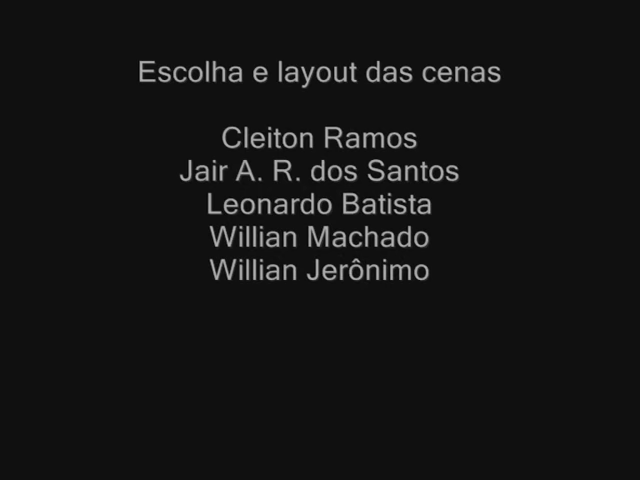 Escolha e layout das cenas
Cleiton Ramos
Jair A. R. dos Santos
Leonardo Batista
Willian Machado
Willian Jerônimo